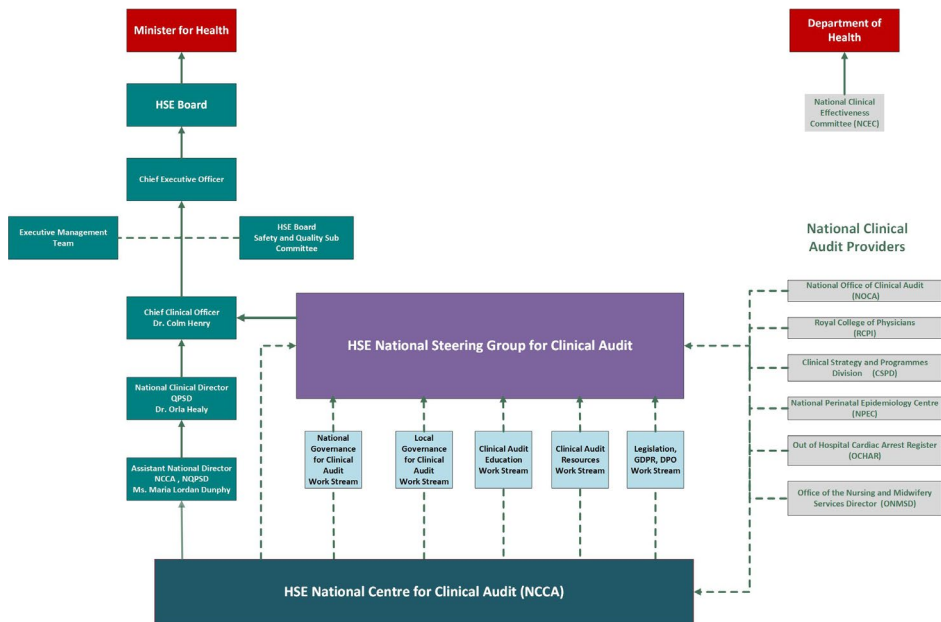 Minister for Health
Department of
Health
HSE Board
National Clinical
Effectiveness
Committee (NCEC)
Chief Executive Officer
Executive Management
Team
HSE Board
Safety and Quality Sub
Committee
National Clinical
Audit Providers
National Office of Clinical Audit
(NOCA)
Royal College of Physicians
(RCPI)
Clinical Strategy and Programmes
Division (CSPD)
National Perinatal Epidemiology Centre
(NPEC)
Out of Hospital Cardiac Arrest Register
(OCHAR)
Office of the Nursing and Midwifery
Services Director (ONMSD)
Chief Clinical Officer
Dr. Colm Henry
HSE National Steering Group for Clinical Audit
National Clinical Director
QPSD
Dr. Orla Healy
Assistant National Director
NCCA , NQPSD
Ms. Maria Lordan Dunphy
National
Governance
for Clinical
Audit
Work Stream
Local
Governance
for Clinical
Audit
Work Stream
Clinical Audit
Education
Work Stream
Clinical Audit
Resources
Work Stream
Legislation,
GDPR, DPO
Work Stream
HSE National Centre for Clinical Audit (NCCA)